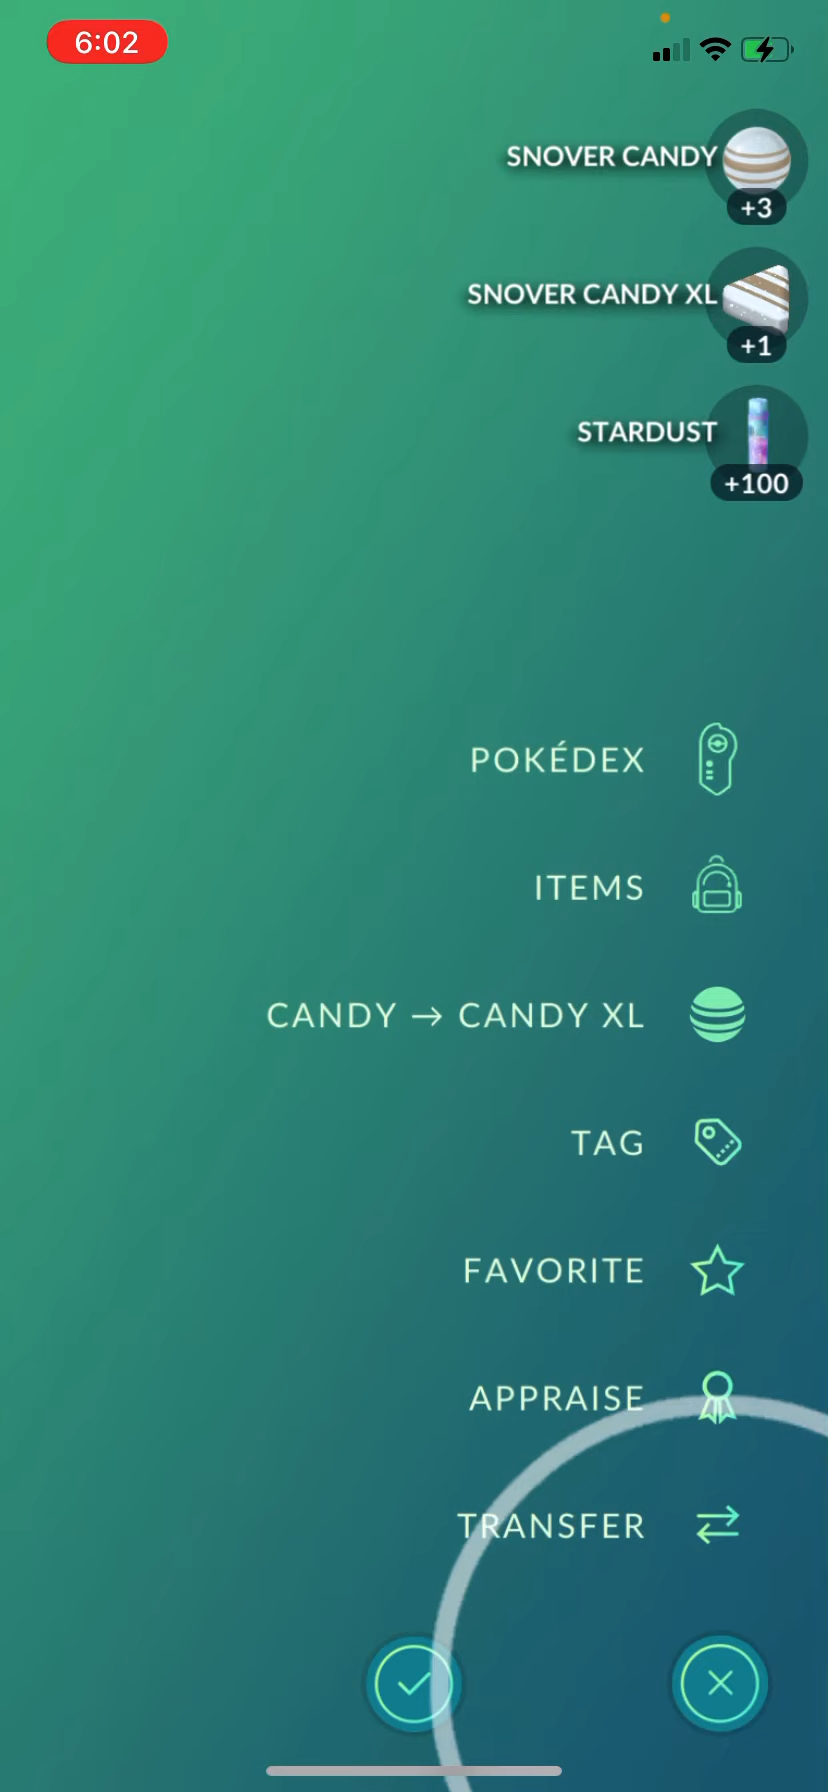 6:02
SNOVER CANDY
+3
SNOVER CANDY XL
+1
STARDUST
+100
POKÉDEX
ITEMS
CANDY → CANDY XL
TAG
FAVORITE
APPRAISE
TRANSFER